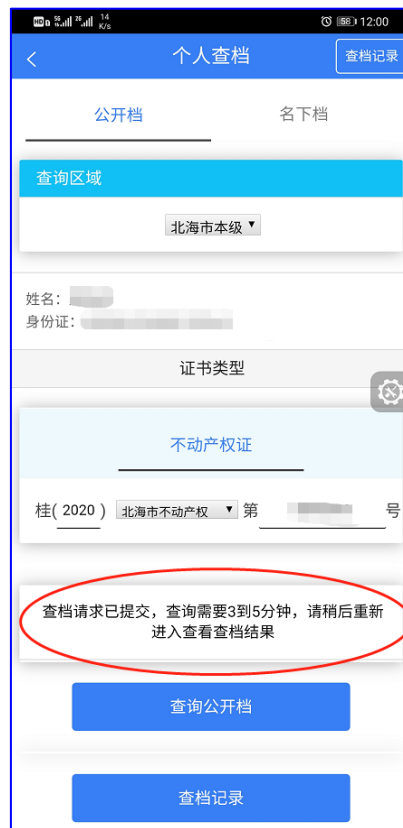 HD 5G 2G 14 K/s 58 12:00
个人查档
查档记录
公开档 名下档
查询区域
北海市本级
姓名：
身份证：
证书类型
不动产权证
桂( 2020 ) 北海市不动产权 第 号
查档请求已提交，查询需要3到5分钟，请稍后重新
进入查看查档结果
查询公开档
查档记录